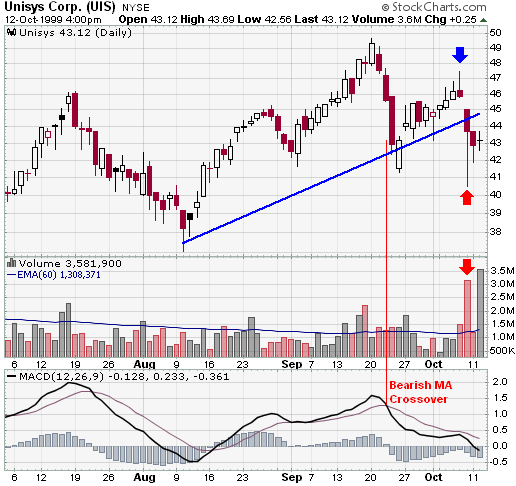 Unisys Corp. (UIS) NYSE © StockCharts.com
12-Oct-1999 4:00pm Open 43.12 High 43.69 Low 42.56 Last 43.12 Volume 3.6M Chg +0.25
Unisys 43.12 (Daily)
50
49
48
47
46
45
44
43
42
41
40
39
38
Volume 3,581,900
EMA(60) 1,308,371
3.5M
3.0M
2.5M
2.0M
1.5M
1.0M
500K
6 12 19 26 Aug 9 16 23 Sep 7 13 20 27 Oct 11
MACD(12,26,9) -0.128, 0.233, -0.361
Bearish MA
Crossover
2.0
1.5
1.0
0.5
0.0
-0.5
6 12 19 26 Aug 9 16 23 Sep 7 13 20 27 Oct 11